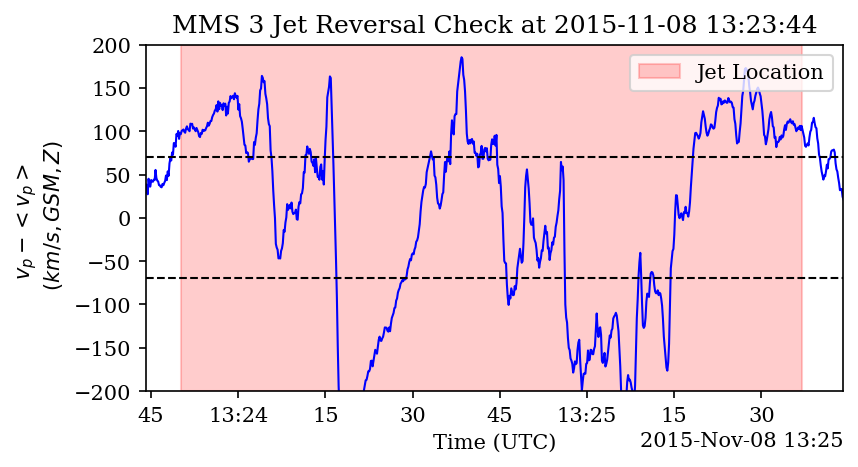 MMS 3 Jet Reversal Check at 2015-11-08 13:23:44
Jet Location
v_p - < v_p >
(km/s, GSM, Z)
200
150
100
50
0
−50
−100
−150
−200
45 13:24 15 30 45 13:25 15 30
Time (UTC)
2015-Nov-08 13:25